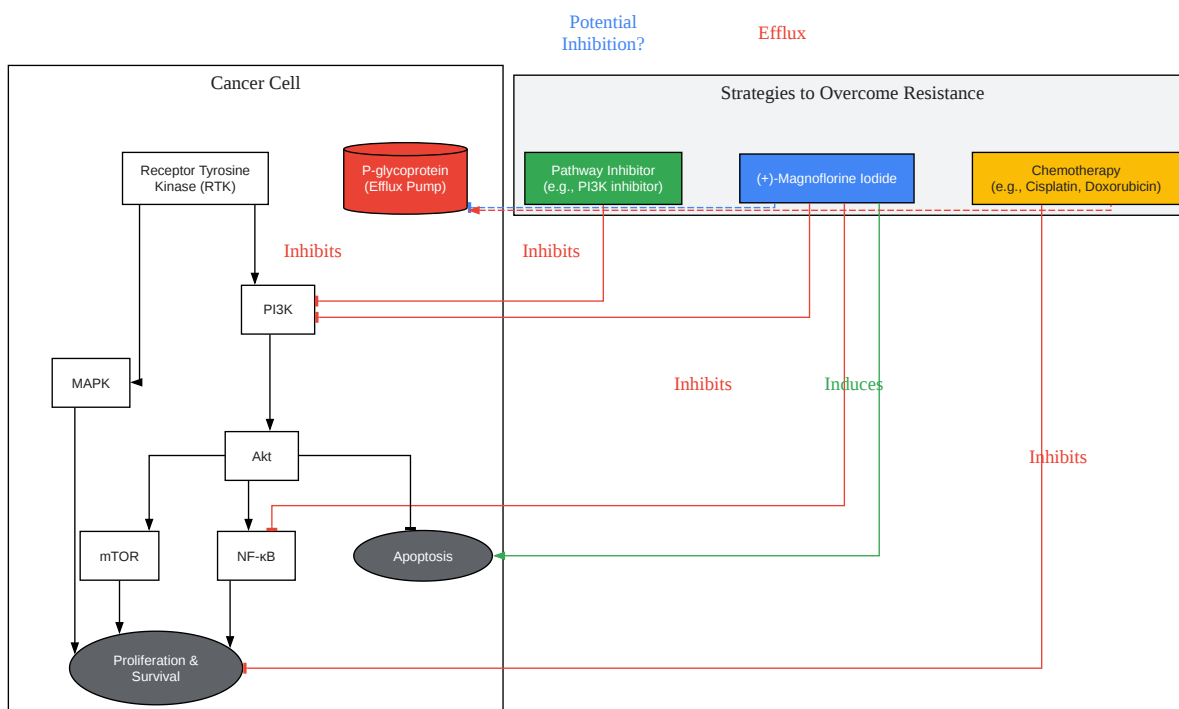 Potential
Inhibition?
Efflux
Cancer Cell
Strategies to Overcome Resistance
Receptor Tyrosine
Kinase (RTK)
P-glycoprotein
(Efflux Pump)
Pathway Inhibitor
(e.g., PI3K inhibitor)
(+)-Magnoflorine Iodide
Chemotherapy
(e.g., Cisplatin, Doxorubicin)
Inhibits
Inhibits
PI3K
MAPK
Inhibits
Induces
Akt
Inhibits
mTOR
NF-κB
Apoptosis
Proliferation &
Survival